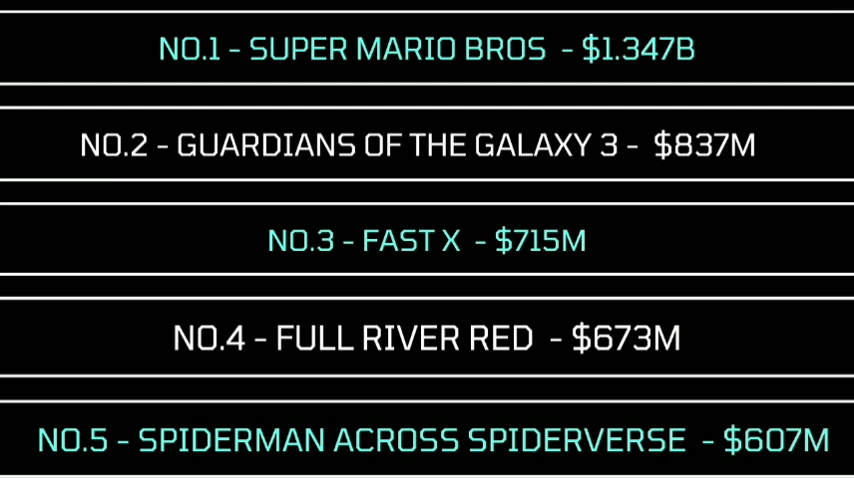 NO.1 - SUPER MARIO BROS - $1.347B
NO.2 - GUARDIANS OF THE GALAXY 3 - $837M
NO.3 - FAST X - $715M
NO.4 - FULL RIVER RED - $673M
NO.5 - SPIDERMAN ACROSS SPIDERVERSE - $607M